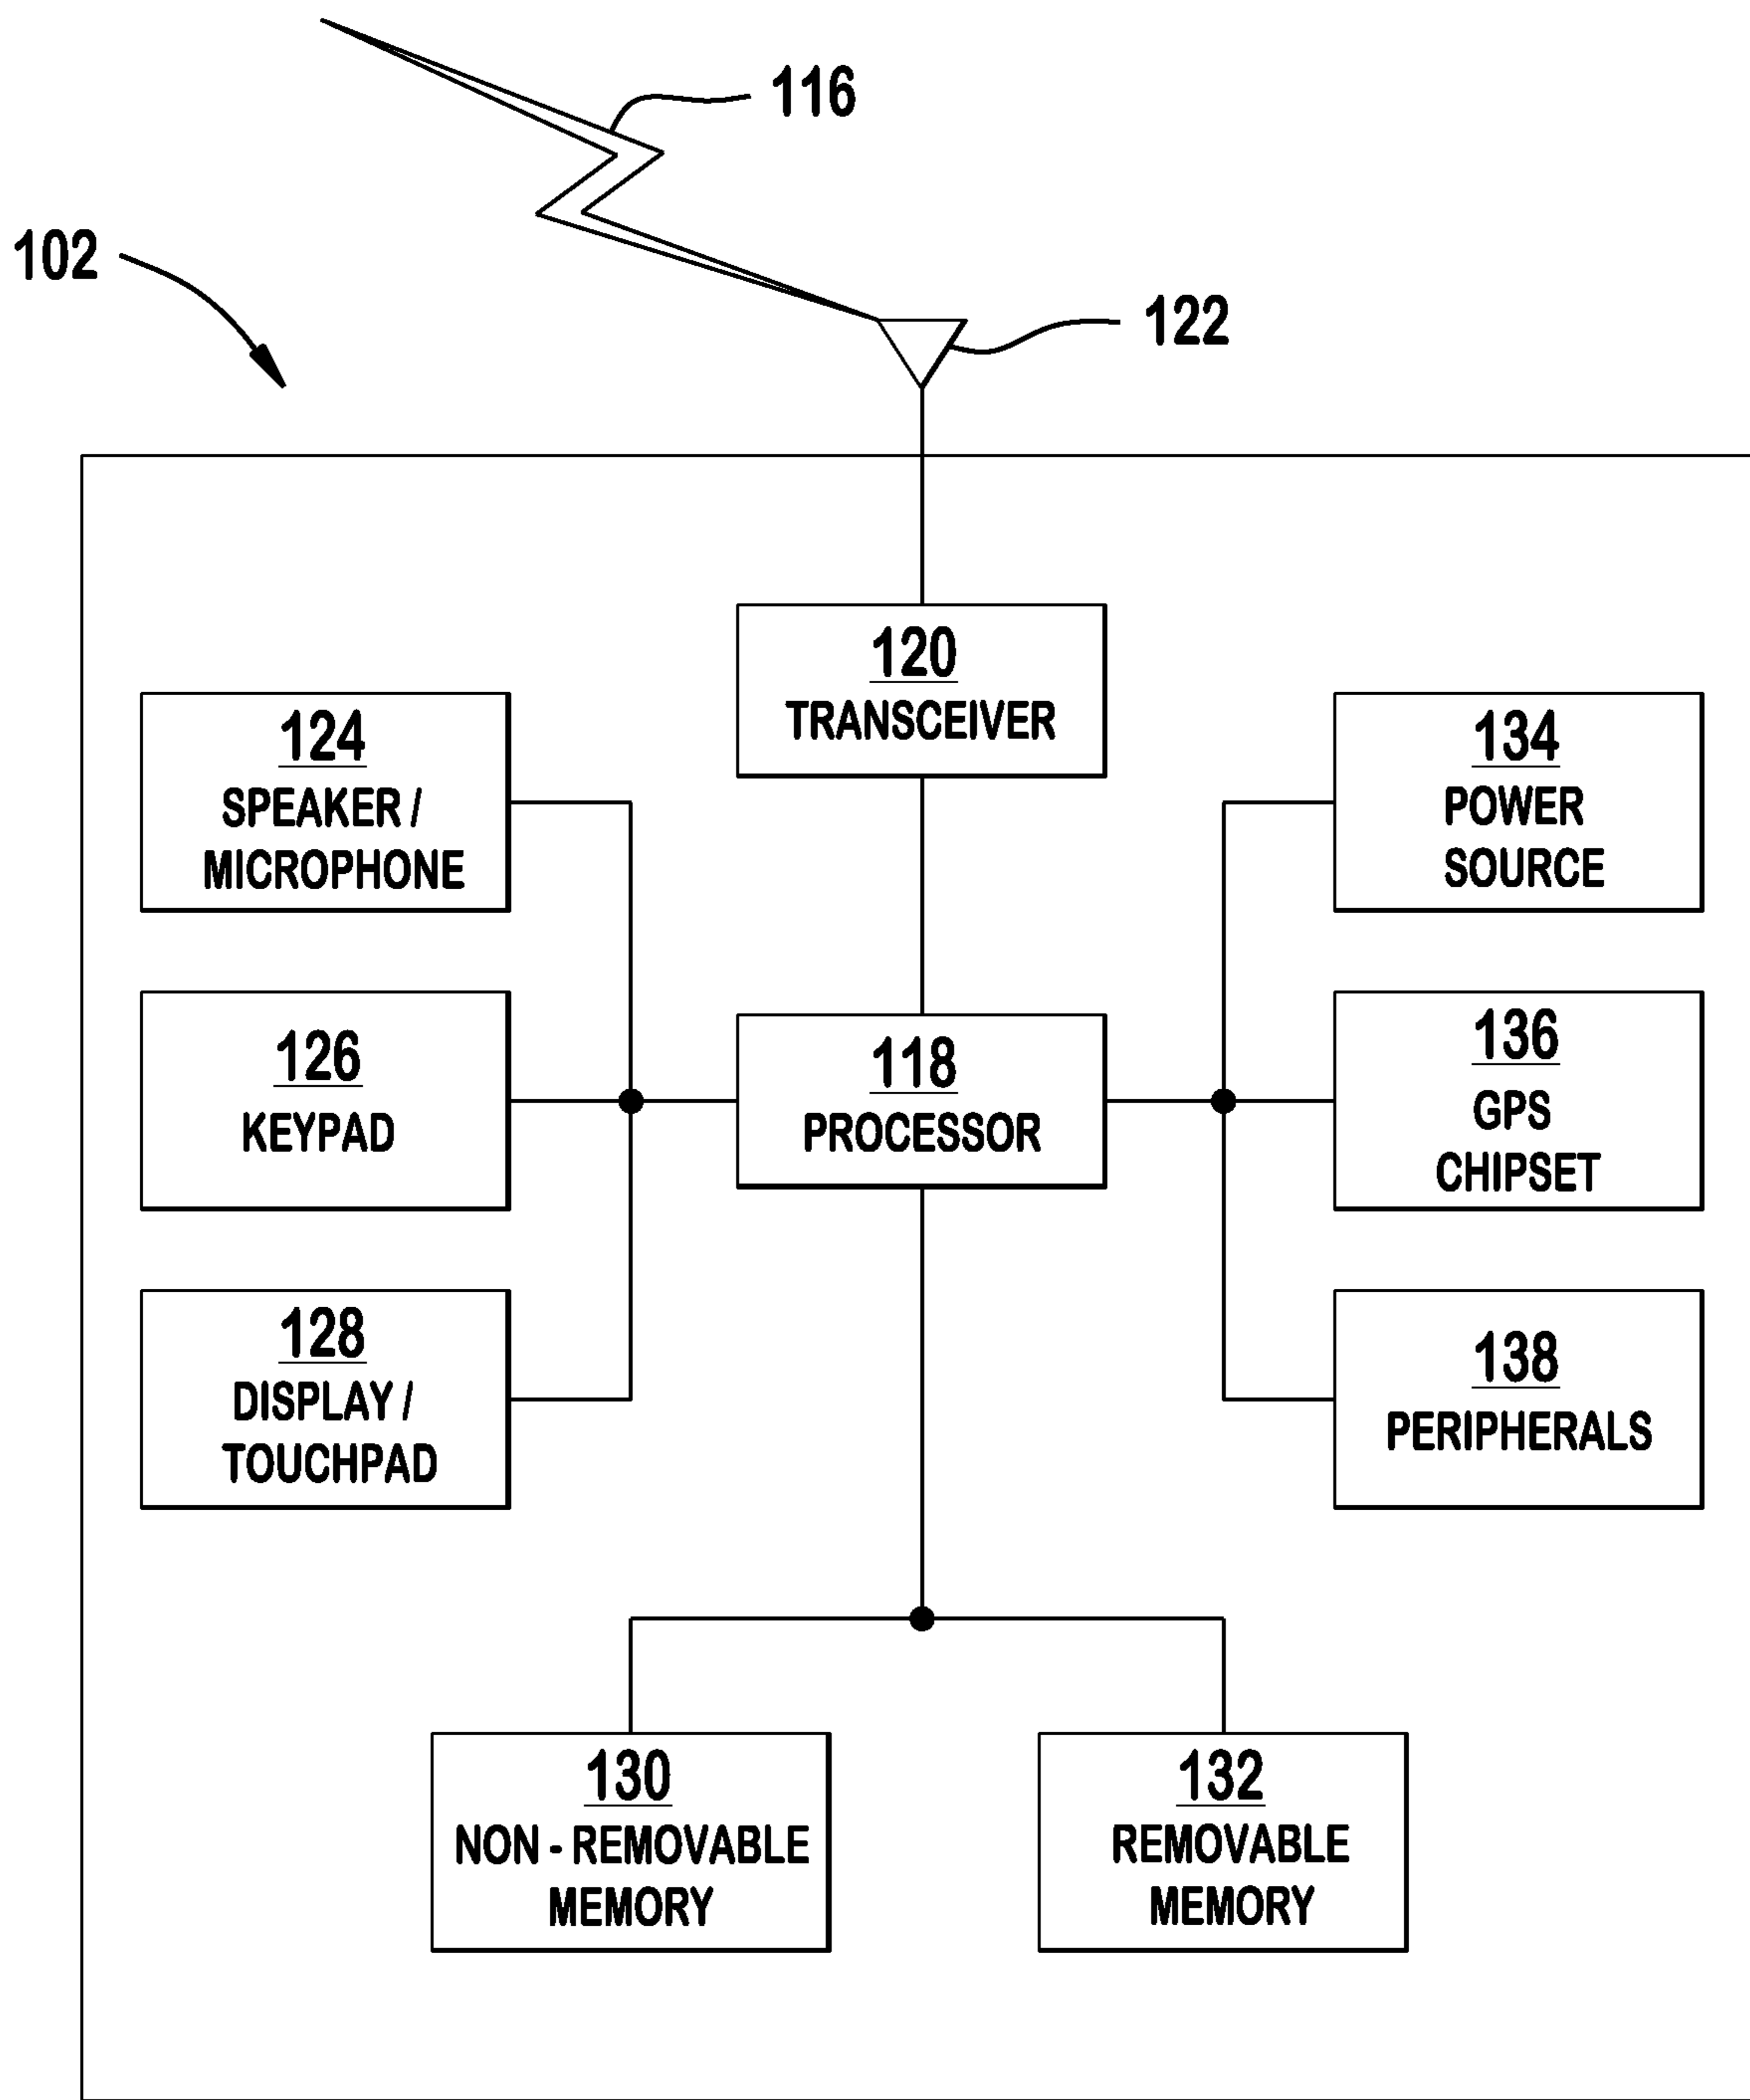 116
102
122
120
TRANSCEIVER
124
SPEAKER /
MICROPHONE
134
POWER
SOURCE
126
KEYPAD
118
PROCESSOR
136
GPS
CHIPSET
128
DISPLAY /
TOUCHPAD
138
PERIPHERALS
130
NON - REMOVABLE
MEMORY
132
REMOVABLE
MEMORY